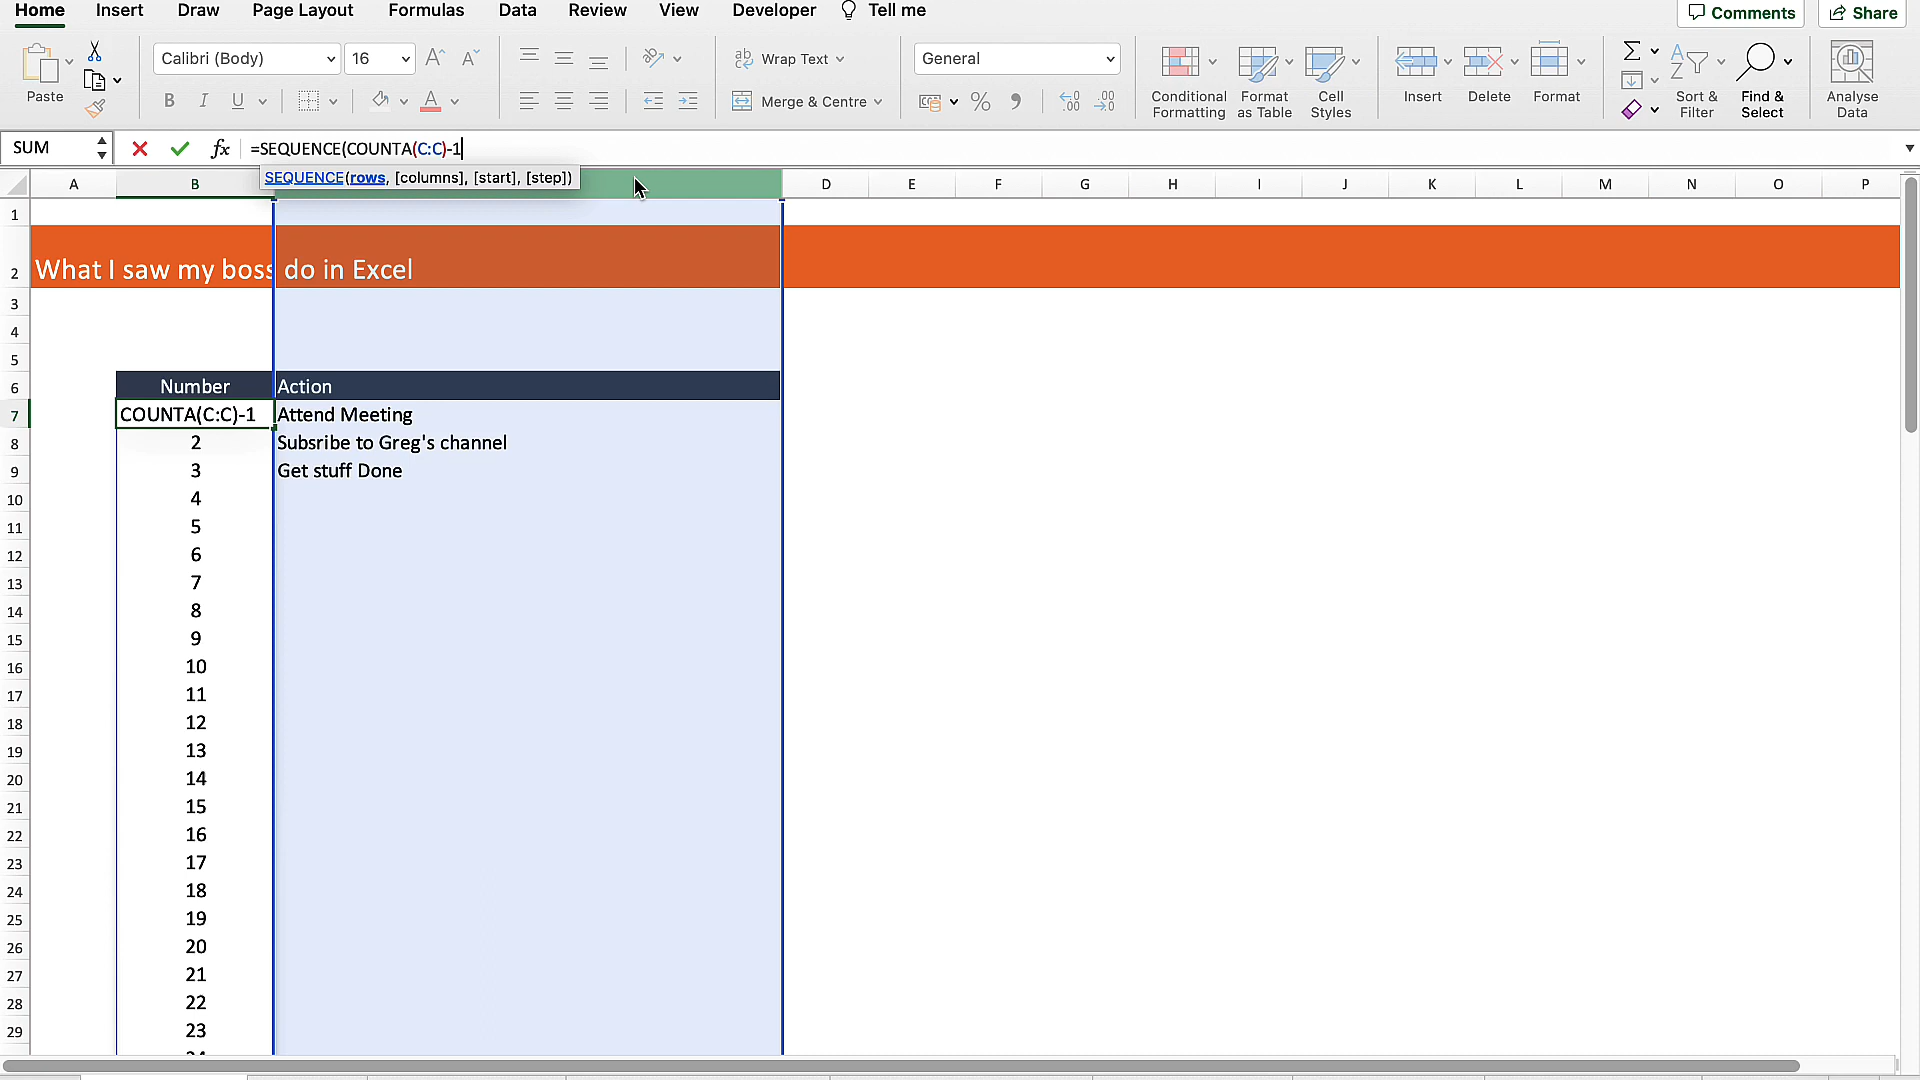 Home Insert Draw Page Layout Formulas Data Review View Developer Tell me Comments Share
Calibri (Body) 16 A A ab Wrap Text General
Paste B I U A Merge & Centre % .00 .00
Conditional Formatting Format as Table Cell Styles Insert Delete Format Sort & Filter Find & Select Analyse Data
SUM fx =SEQUENCE(COUNTA(C:C)-1
SEQUENCE(rows, [columns], [start], [step])
A B D E F G H I J K L M N O P
1
2 What I saw my boss do in Excel
3
4
5
6 Number Action
7 COUNTA(C:C)-1 Attend Meeting
8 2 Subsribe to Greg's channel
9 3 Get stuff Done
10 4
11 5
12 6
13 7
14 8
15 9
16 10
17 11
18 12
19 13
20 14
21 15
22 16
23 17
24 18
25 19
26 20
27 21
28 22
29 23